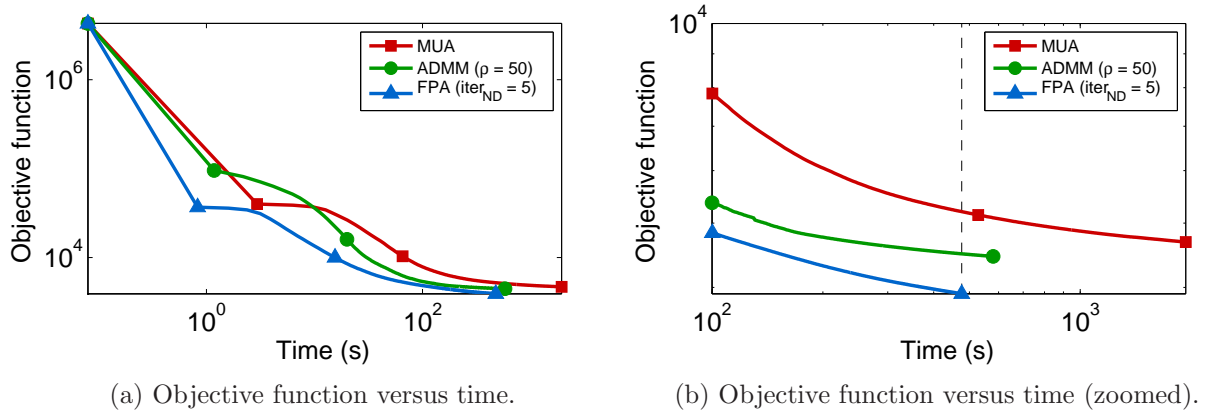 Objective function
10^6
10^4
10^0
10^2
Time (s)
MUA
ADMM (ρ = 50)
FPA (iter_ND = 5)
(a) Objective function versus time.
Objective function
10^4
10^2
10^3
Time (s)
MUA
ADMM (ρ = 50)
FPA (iter_ND = 5)
(b) Objective function versus time (zoomed).